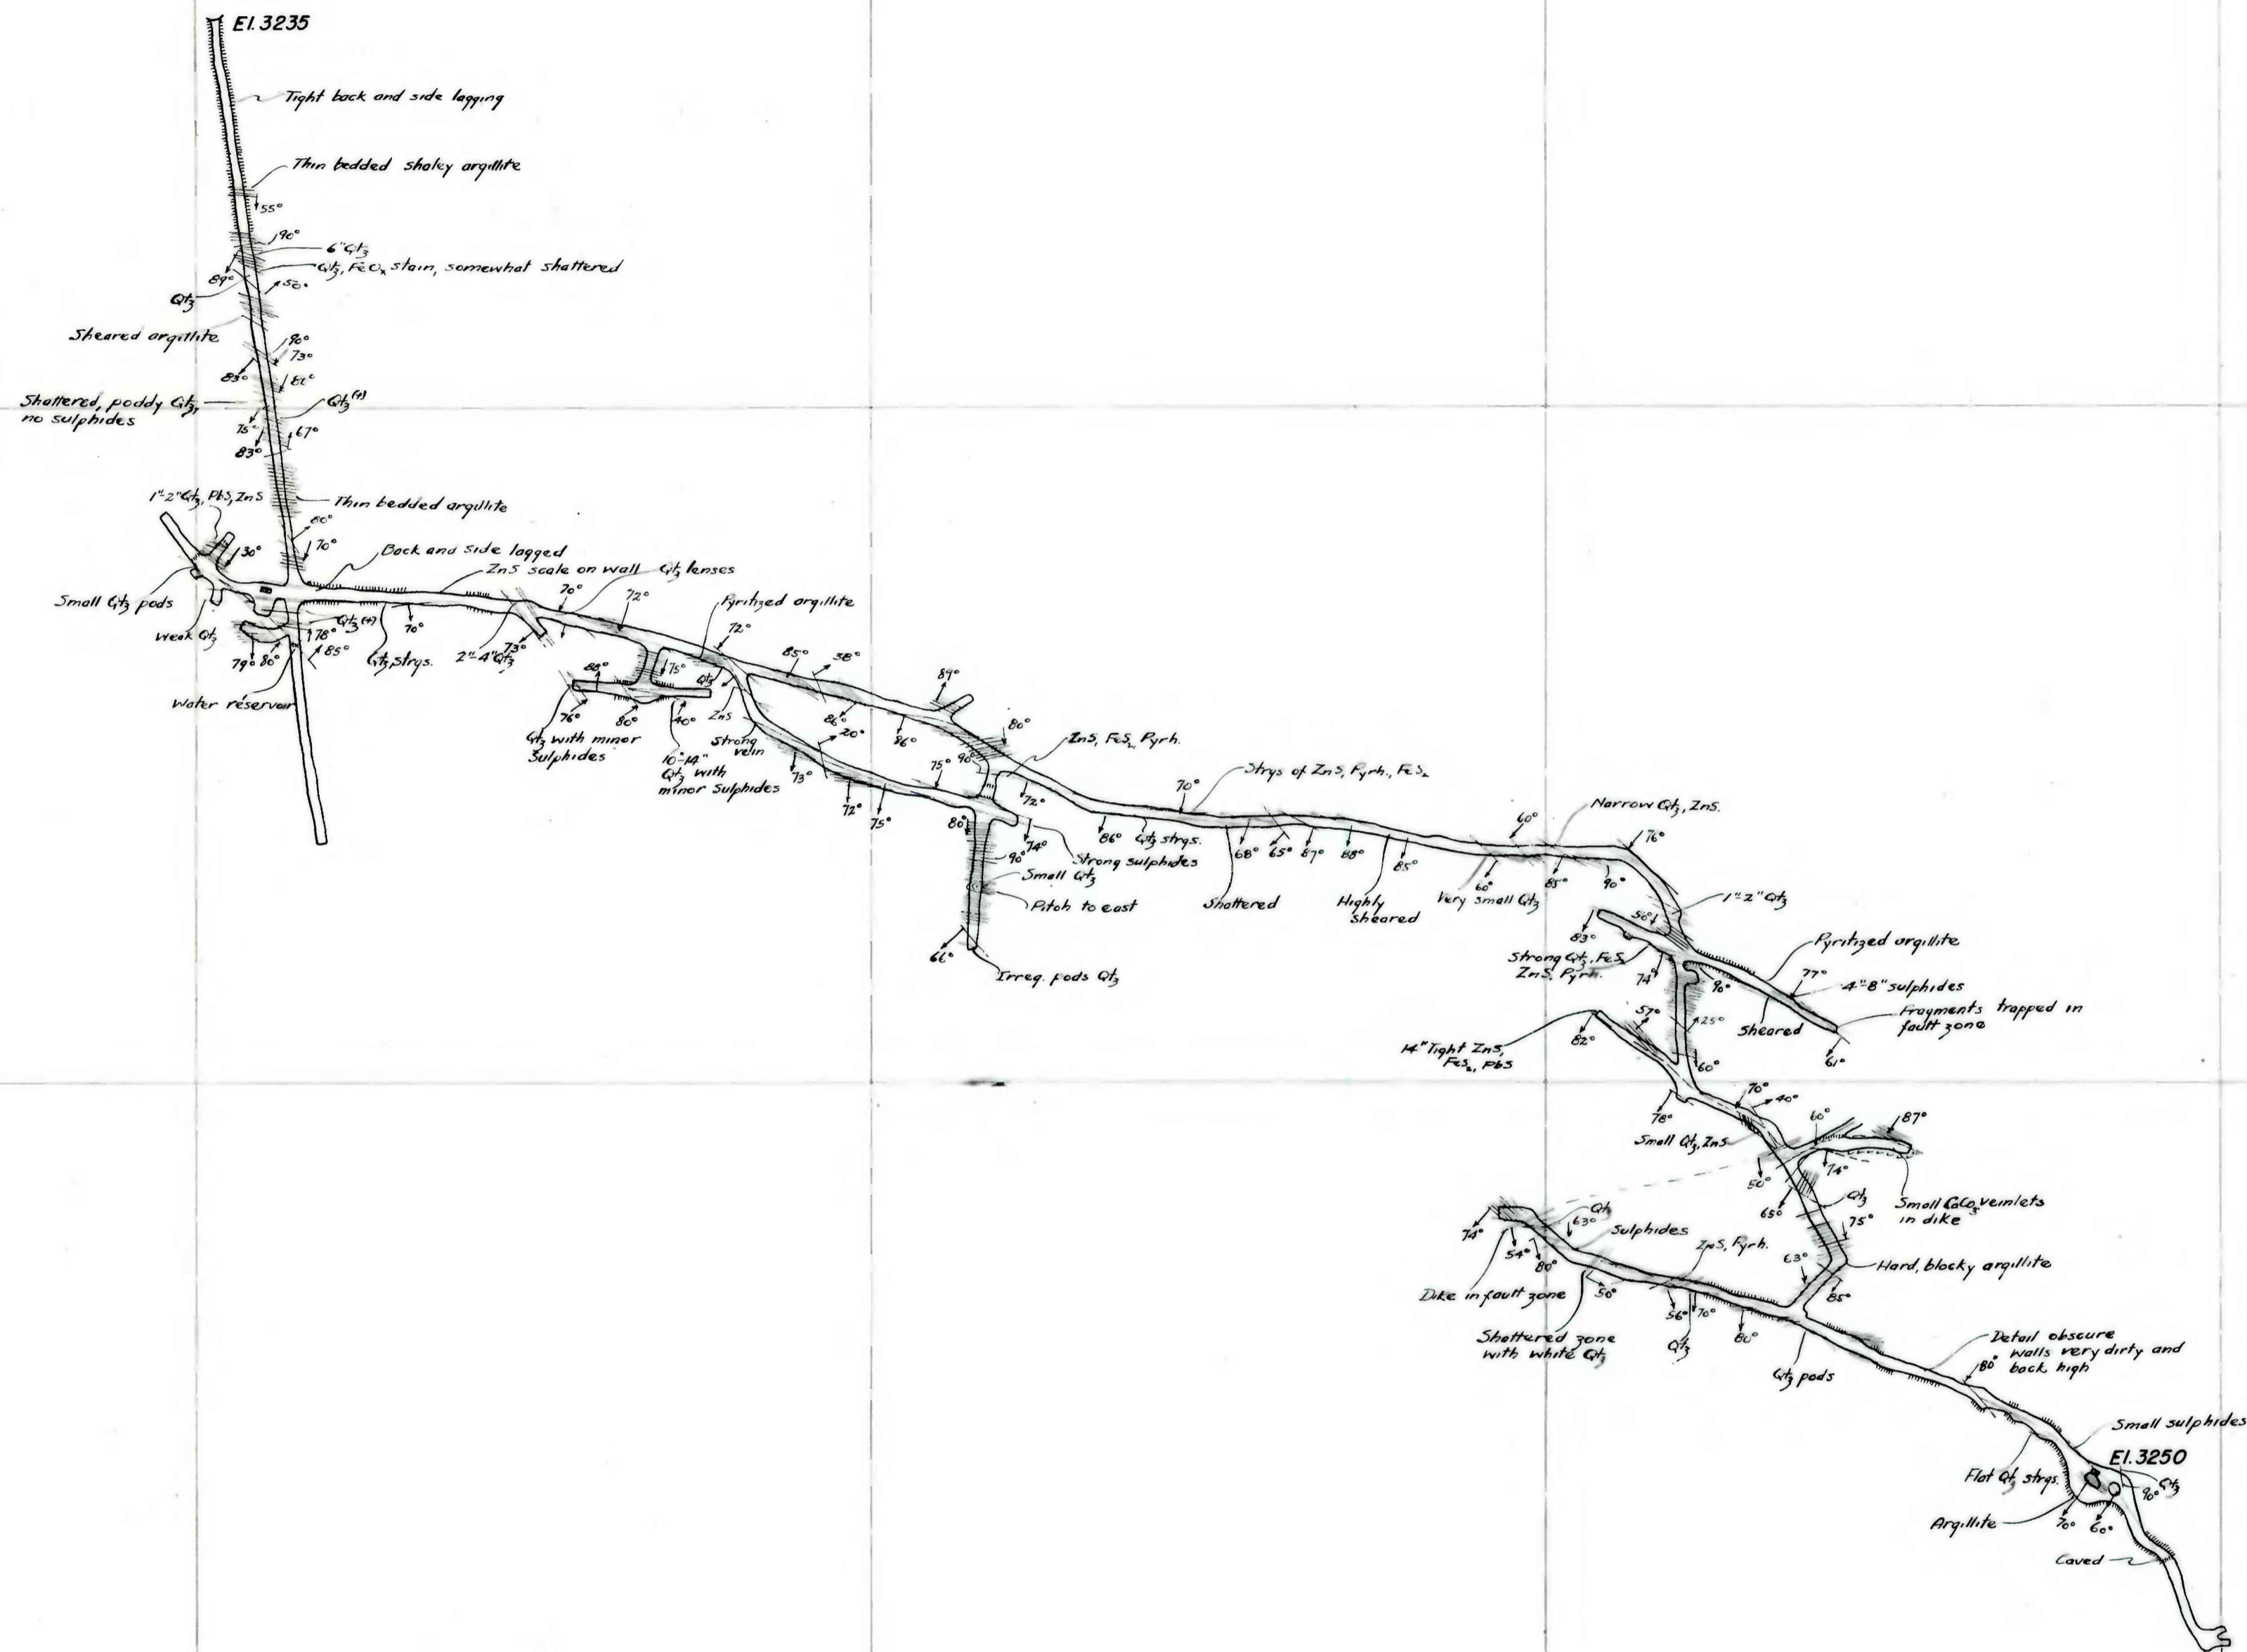 El. 3235
Tight back and side lagging
Thin bedded shaley argillite
55°
90°
6" Qtz
Qtz, FeOx stain, somewhat shattered
89°
50°
Qtz
Sheared argillite
90°
73°
83°
81°
Shattered, poddy Qtz,
no sulphides
Qtz(+)
75°
67°
83°
1"-2" Qtz, PbS, ZnS
Thin bedded argillite
80°
70°
30°
Back and side lagged
ZnS scale on wall
Qtz lenses
Small Qtz pods
Weak Qtz
Qtz(+)
78°
85°
79°
80°
Water reservoir
70°
Qtz strgs.
2"-4" Qtz
73°
70°
72°
Pyritized argillite
72°
75°
Qtz
ZnS
88°
76°
80°
40°
Qtz with minor
Sulphides
10"-14"
Qtz with
minor Sulphides
Strong
vein
85°
38°
86°
86°
89°
20°
73°
72°
75°
75°
90°
80°
ZnS, FeS2, Pyrh.
72°
80°
74°
Strong sulphides
90°
Small Qtz
Pitch to east
66°
Irreg. pods Qtz
70°
Strgs of ZnS, Pyrh., FeS2
86°
Qtz strgs.
68°
65°
87°
88°
85°
Shattered
Highly
Sheared
60°
60°
Very small Qtz
Narrow Qtz, ZnS.
85°
90°
76°
1"-2" Qtz
50°
83°
Strong Qtz, FeS2
ZnS, Pyrh.
74°
90°
Pyritized argillite
77°
4"-8" sulphides
Fragments trapped in
fault zone
Sheared
61°
57°
25°
82°
14" Tight ZnS,
FeS2, PbS
60°
78°
70°
40°
Small Qtz, ZnS
60°
87°
50°
74°
65°
Qtz
75°
Small CaCO3 veinlets
in dike
74°
Qtz
63°
Sulphides
54°
80°
Dike in fault zone
50°
Shattered zone
with white Qtz
ZnS, Pyrh.
63°
Hard, blocky argillite
85°
56°
70°
80°
Qtz
Qtz pods
Detail obscure
walls very dirty and
back high
80°
Small sulphides
El. 3250
Flat Qtz strgs.
Qtz
90°
Argillite
70°
60°
Caved